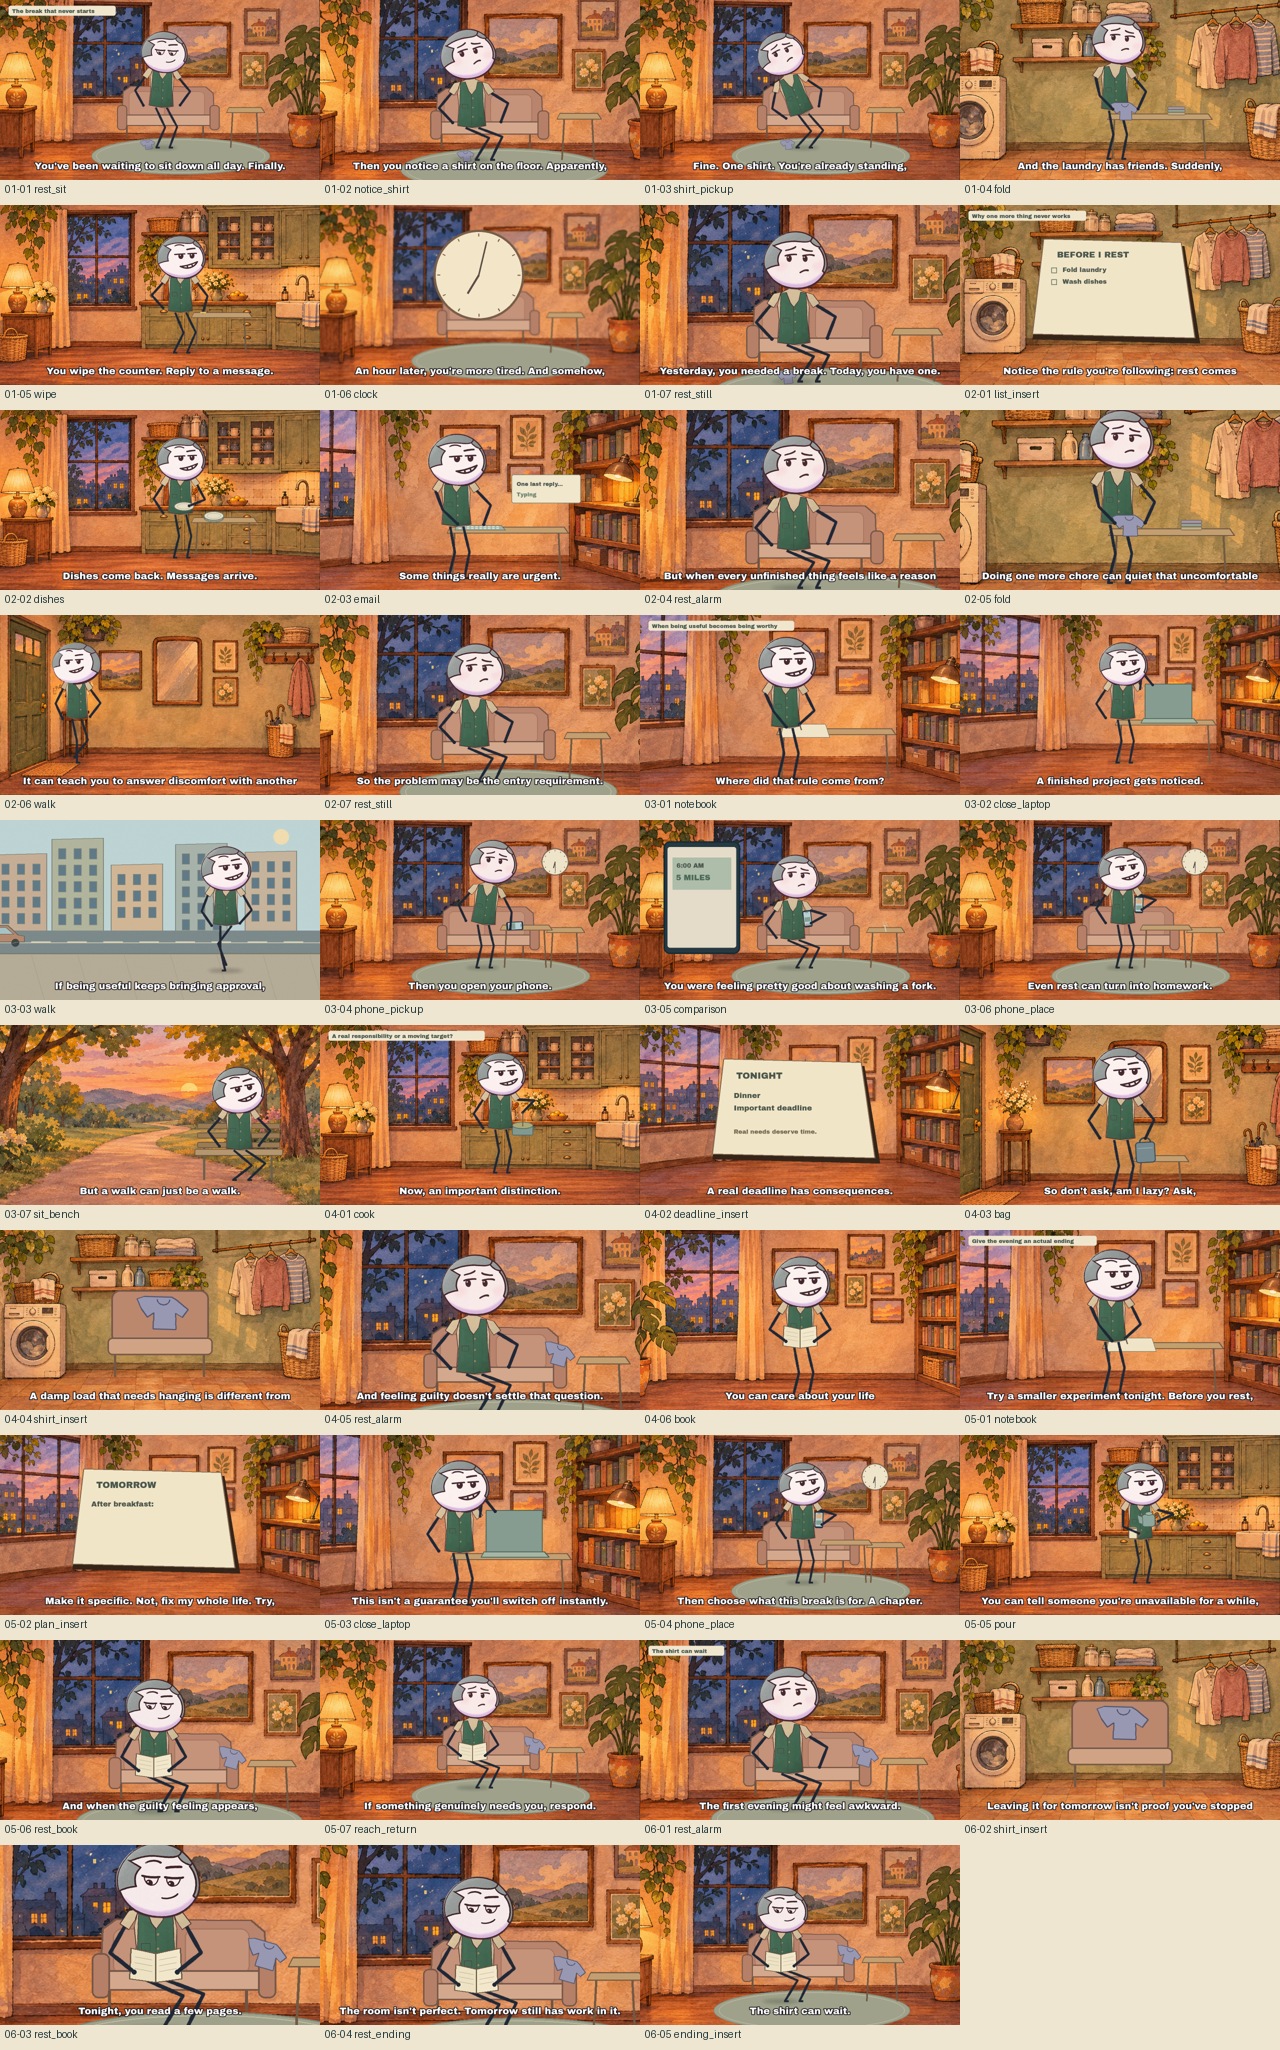 The break that never starts
You've been waiting to sit down all day. Finally.
01-01 rest_sit
Then you notice a shirt on the floor. Apparently,
01-02 notice_shirt
Fine. One shirt. You're already standing,
01-03 shirt_pickup
And the laundry has friends. Suddenly,
01-04 fold
You wipe the counter. Reply to a message.
01-05 wipe
An hour later, you're more tired. And somehow,
01-06 clock
Yesterday, you needed a break. Today, you have one.
01-07 rest_still
Why one more thing never works
BEFORE I REST
Fold laundry
Wash dishes
Notice the rule you're following: rest comes
02-01 list_insert
Dishes come back. Messages arrive.
02-02 dishes
One last reply...
Typing
Some things really are urgent.
02-03 email
But when every unfinished thing feels like a reason
02-04 rest_alarm
Doing one more chore can quiet that uncomfortable
02-05 fold
It can teach you to answer discomfort with another
02-06 walk
So the problem may be the entry requirement.
02-07 rest_still
When being useful becomes being worthy
Where did that rule come from?
03-01 notebook
A finished project gets noticed.
03-02 close_laptop
If being useful keeps bringing approval,
03-03 walk
Then you open your phone.
03-04 phone_pickup
6:00 AM
5 MILES
You were feeling pretty good about washing a fork.
03-05 comparison
Even rest can turn into homework.
03-06 phone_place
But a walk can just be a walk.
03-07 sit_bench
A real responsibility or a moving target?
Now, an important distinction.
04-01 cook
TONIGHT
Dinner
Important deadline
Real needs deserve time.
A real deadline has consequences.
04-02 deadline_insert
So don't ask, am I lazy? Ask,
04-03 bag
A damp load that needs hanging is different from
04-04 shirt_insert
And feeling guilty doesn't settle that question.
04-05 rest_alarm
You can care about your life
04-06 book
Give the evening an actual ending
Try a smaller experiment tonight. Before you rest,
05-01 notebook
TOMORROW
After breakfast:
Make it specific. Not, fix my whole life. Try,
05-02 plan_insert
This isn't a guarantee you'll switch off instantly.
05-03 close_laptop
Then choose what this break is for. A chapter.
05-04 phone_place
You can tell someone you're unavailable for a while,
05-05 pour
And when the guilty feeling appears,
05-06 rest_book
If something genuinely needs you, respond.
05-07 reach_return
The shirt can wait
The first evening might feel awkward.
06-01 rest_alarm
Leaving it for tomorrow isn't proof you've stopped
06-02 shirt_insert
Tonight, you read a few pages.
06-03 rest_book
The room isn't perfect. Tomorrow still has work in it.
06-04 rest_ending
The shirt can wait.
06-05 ending_insert